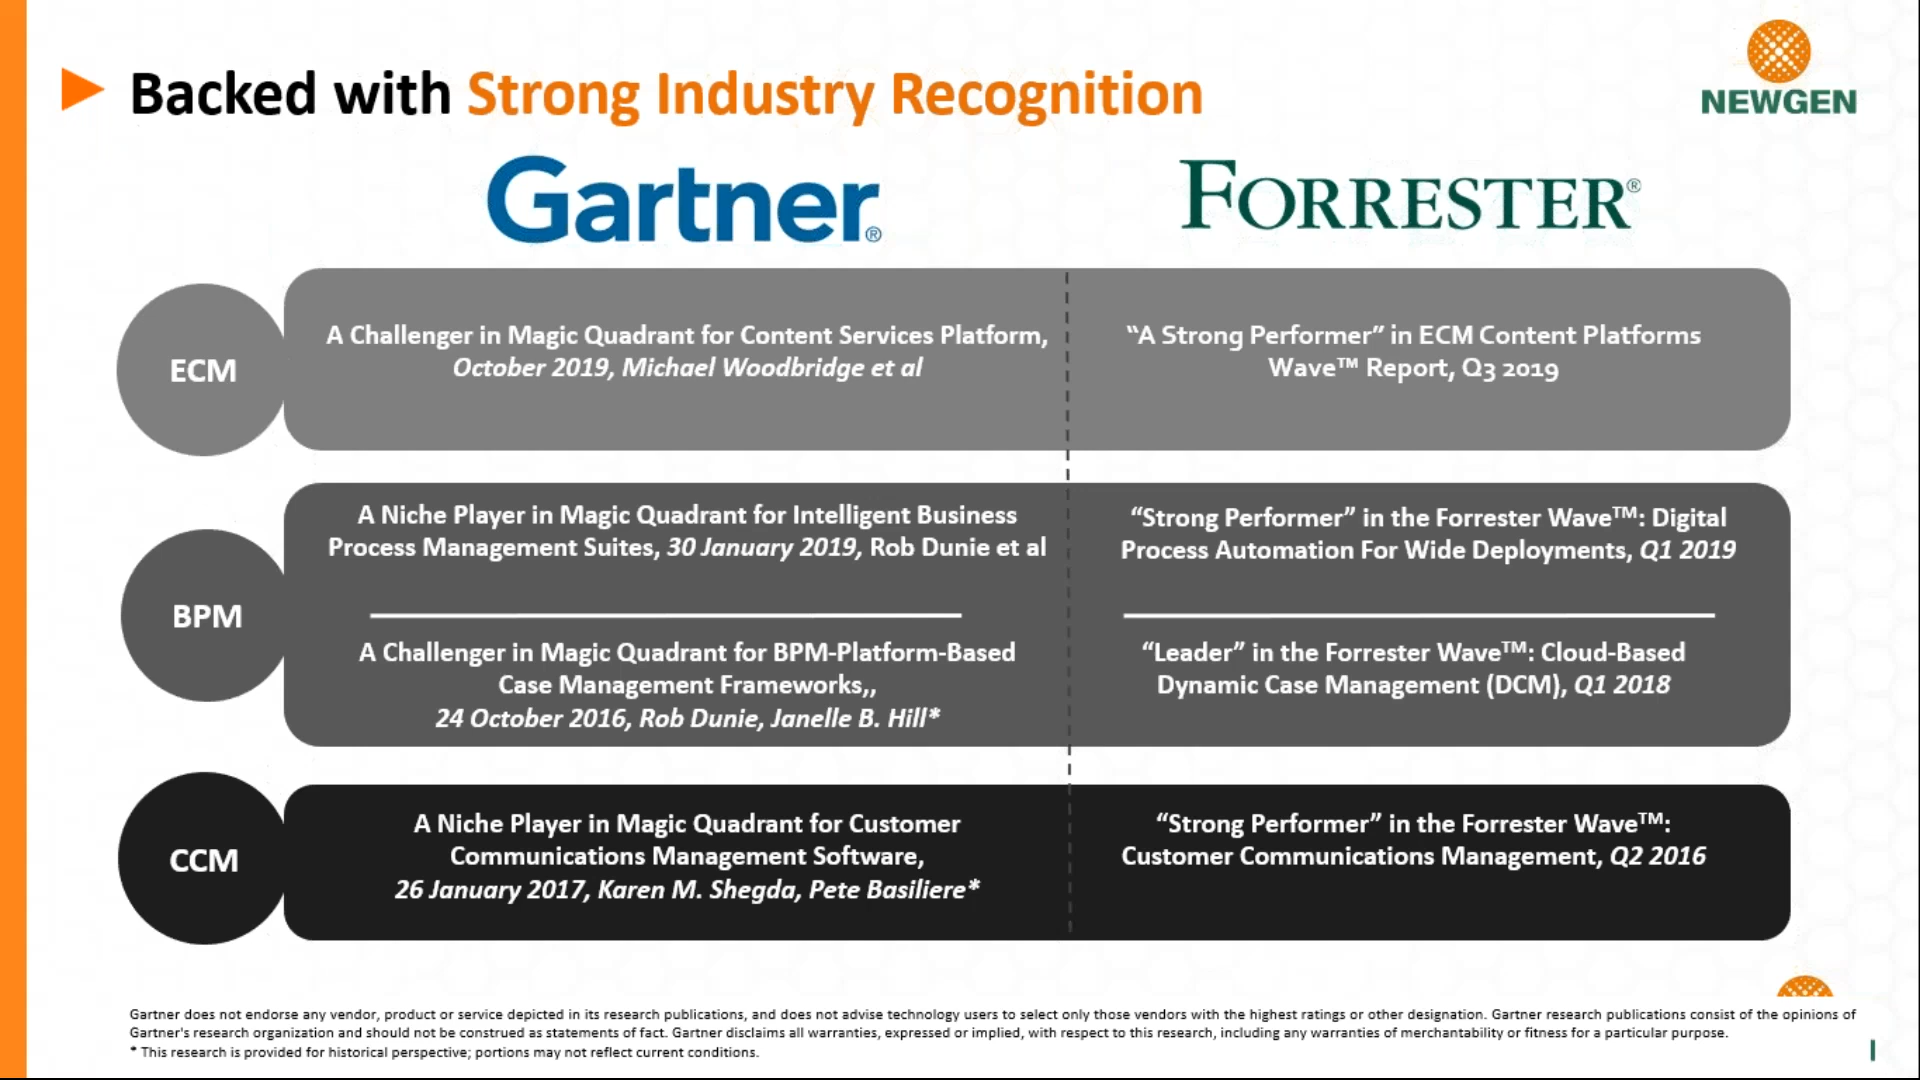 Backed with Strong Industry Recognition
NEWGEN
Gartner®
FORRESTER®
ECM
A Challenger in Magic Quadrant for Content Services Platform,
October 2019, Michael Woodbridge et al
“A Strong Performer” in ECM Content Platforms
Wave™ Report, Q3 2019
BPM
A Niche Player in Magic Quadrant for Intelligent Business
Process Management Suites, 30 January 2019, Rob Dunie et al
A Challenger in Magic Quadrant for BPM-Platform-Based
Case Management Frameworks,,
24 October 2016, Rob Dunie, Janelle B. Hill*
“Strong Performer” in the Forrester Wave™: Digital
Process Automation For Wide Deployments, Q1 2019
“Leader” in the Forrester Wave™: Cloud-Based
Dynamic Case Management (DCM), Q1 2018
CCM
A Niche Player in Magic Quadrant for Customer
Communications Management Software,
26 January 2017, Karen M. Shegda, Pete Basiliere*
“Strong Performer” in the Forrester Wave™:
Customer Communications Management, Q2 2016
Gartner does not endorse any vendor, product or service depicted in its research publications, and does not advise technology users to select only those vendors with the highest ratings or other designation. Gartner research publications consist of the opinions of
Gartner's research organization and should not be construed as statements of fact. Gartner disclaims all warranties, expressed or implied, with respect to this research, including any warranties of merchantability or fitness for a particular purpose.
* This research is provided for historical perspective; portions may not reflect current conditions.